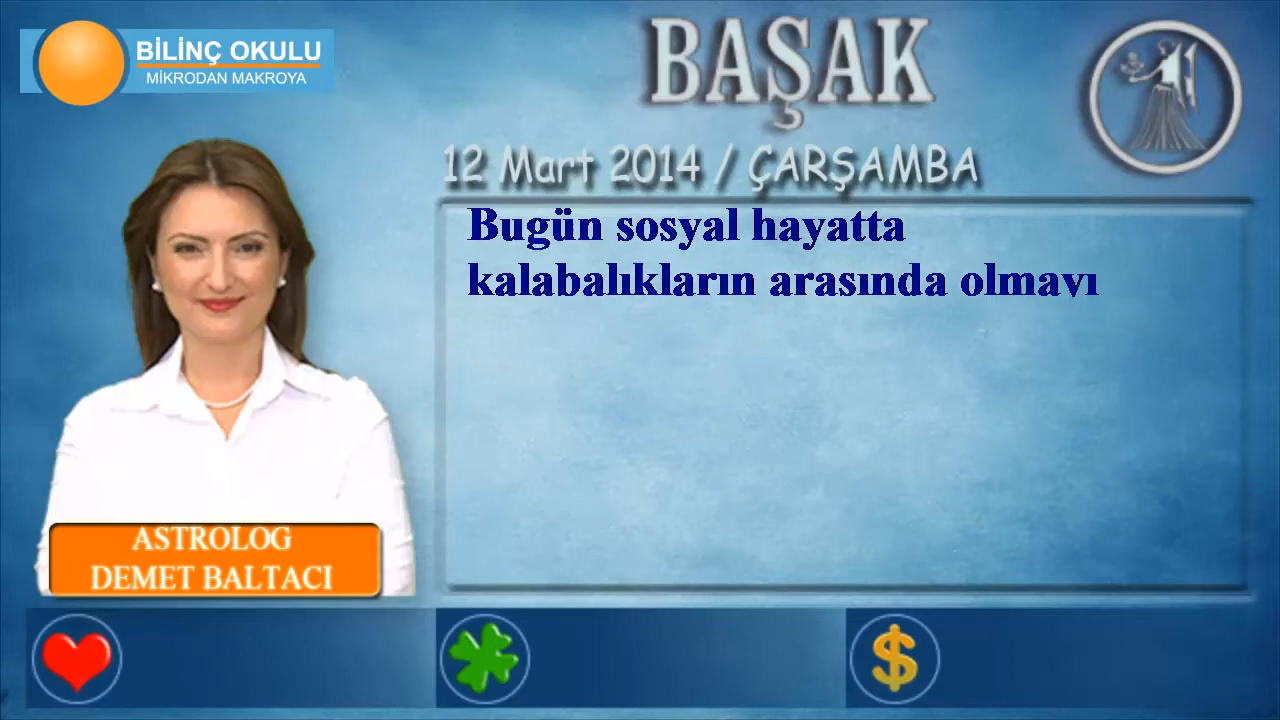 BİLİNÇ OKULU
MİKRODAN MAKROYA
BAŞAK
12 Mart 2014 / ÇARŞAMBA
Bugün sosyal hayatta
kalabalıkların arasında olmavı
ASTROLOG
DEMET BALTACI